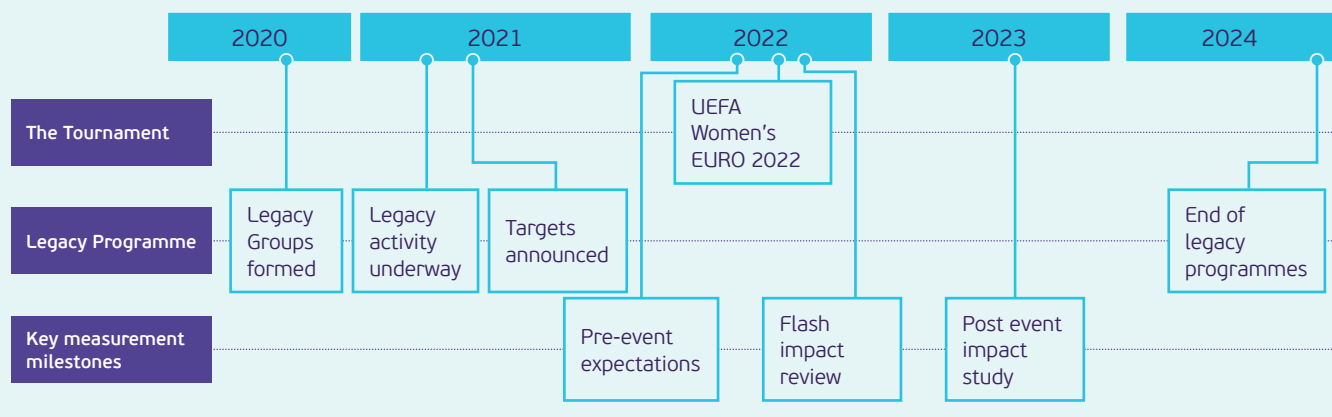 2020
2021
2022
2023
2024
The Tournament
UEFA
Women's
EURO 2022
Legacy Programme
Legacy
Groups
formed
Legacy
activity
underway
Targets
announced
End of
legacy
programmes
Key measurement
milestones
Pre-event
expectations
Flash
impact
review
Post event
impact
study